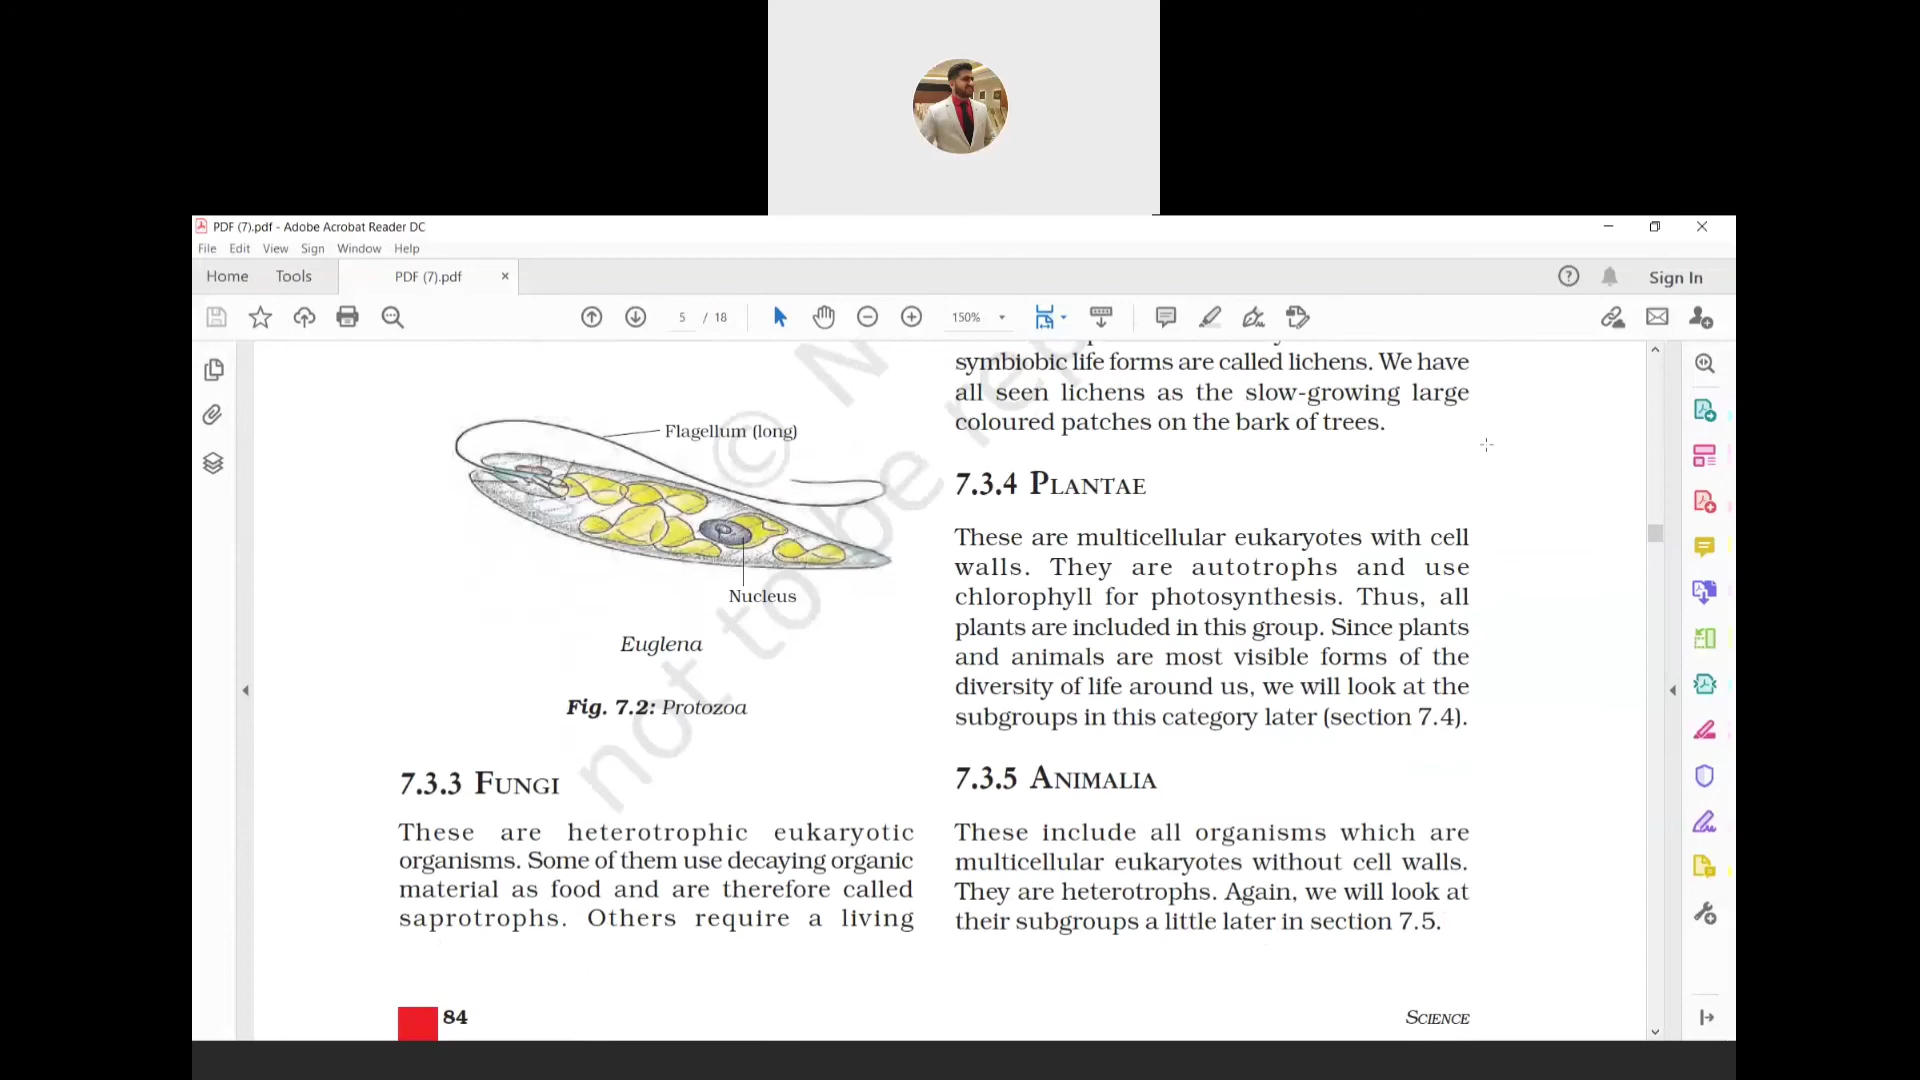 PDF (7).pdf - Adobe Acrobat Reader DC
File Edit View Sign Window Help
Home Tools PDF (7).pdf × Sign In
5 / 18 150%
Flagellum (long)
Nucleus
Euglena
Fig. 7.2: Protozoa
7.3.3 FUNGI
These are heterotrophic eukaryotic
organisms. Some of them use decaying organic
material as food and are therefore called
saprotrophs. Others require a living
symbiobic life forms are called lichens. We have
all seen lichens as the slow-growing large
coloured patches on the bark of trees.
7.3.4 PLANTAE
These are multicellular eukaryotes with cell
walls. They are autotrophs and use
chlorophyll for photosynthesis. Thus, all
plants are included in this group. Since plants
and animals are most visible forms of the
diversity of life around us, we will look at the
subgroups in this category later (section 7.4).
7.3.5 ANIMALIA
These include all organisms which are
multicellular eukaryotes without cell walls.
They are heterotrophs. Again, we will look at
their subgroups a little later in section 7.5.
84
SCIENCE
© N
not to be rep